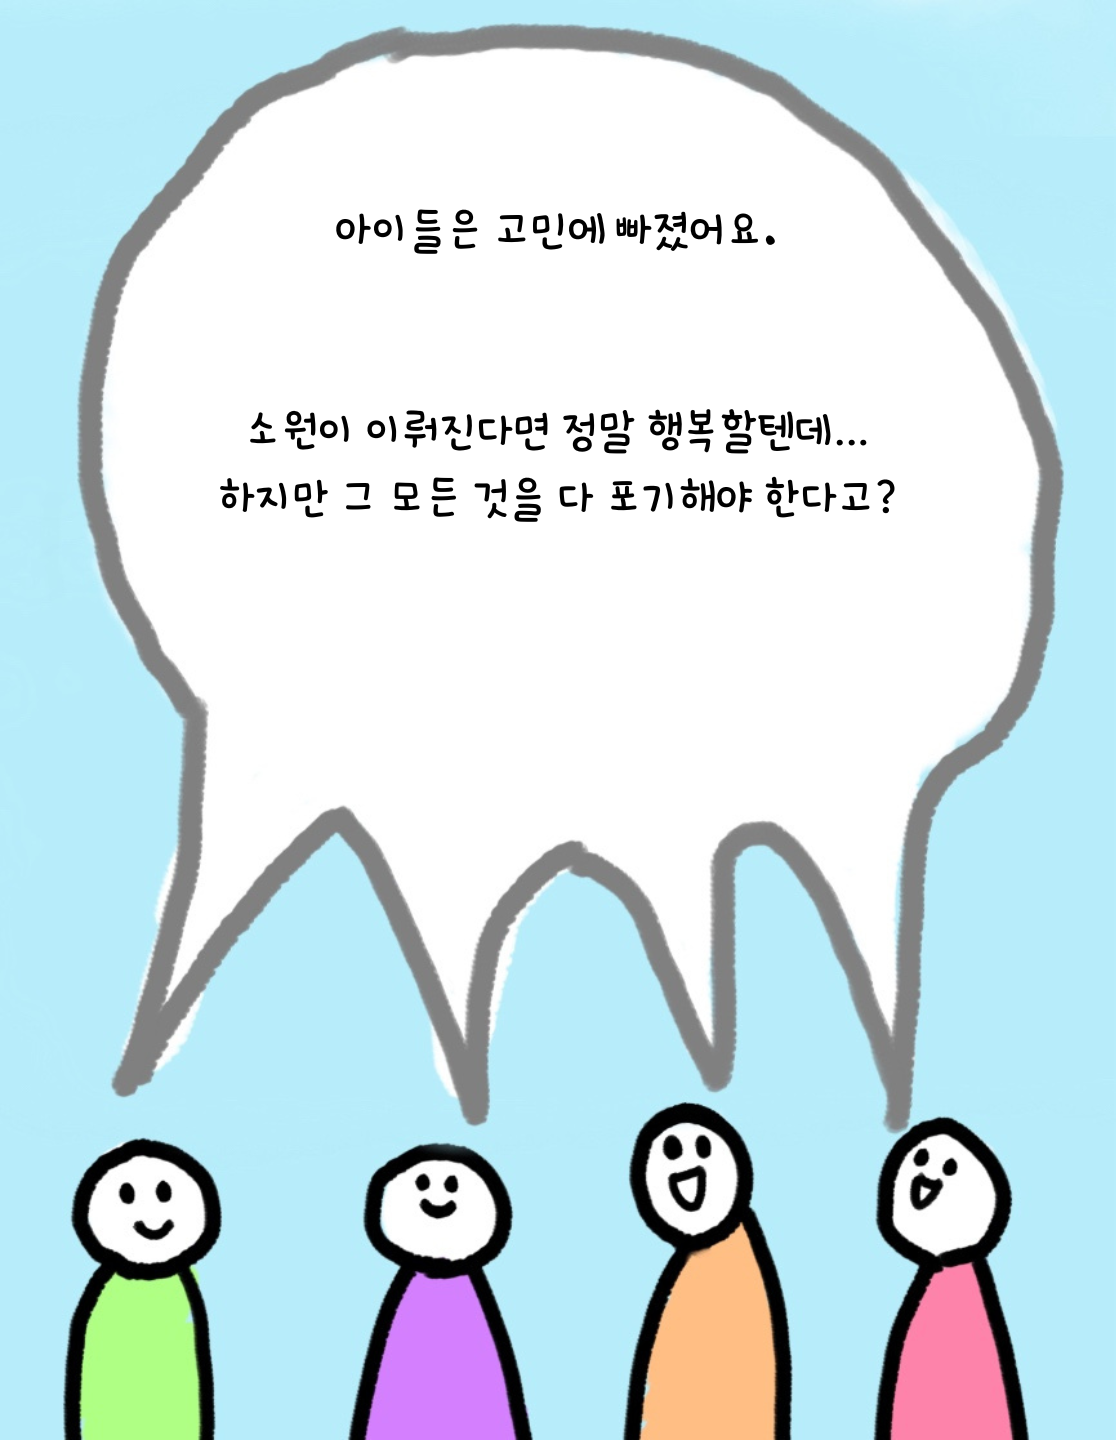 아이들은 고민에 빠졌어요.
소원이 이뤄진다면 정말 행복할텐데...
하지만 그 모든 것을 다 포기해야 한다고?